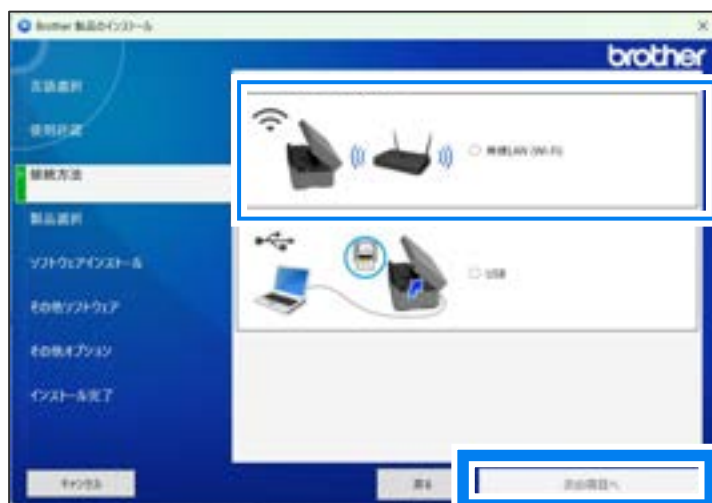 Brother 製品のインストール
brother
言語選択
使用許諾
接続方法
無線LAN (Wi-Fi)
製品選択
ソフトウェアインストール
USB
その他ソフトウェア
その他オプション
インストール完了
キャンセル
戻る
次の項目へ